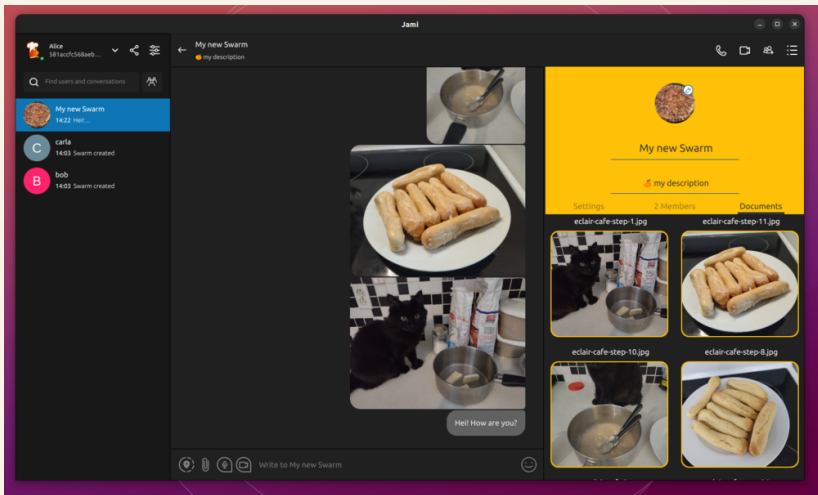 Jami
Alice
581accfc568aeb...
Find users and conversations
My new Swarm
14:22 Hei!...
carla
14:03 Swarm created
bob
14:03 Swarm created
C
B
My new Swarm
my description
Hei! How are you?
Write to My new Swarm
My new Swarm
my description
Settings
2 Members
Documents
eclair-cafe-step-1.jpg
eclair-cafe-step-11.jpg
eclair-cafe-step-10.jpg
eclair-cafe-step-8.jpg